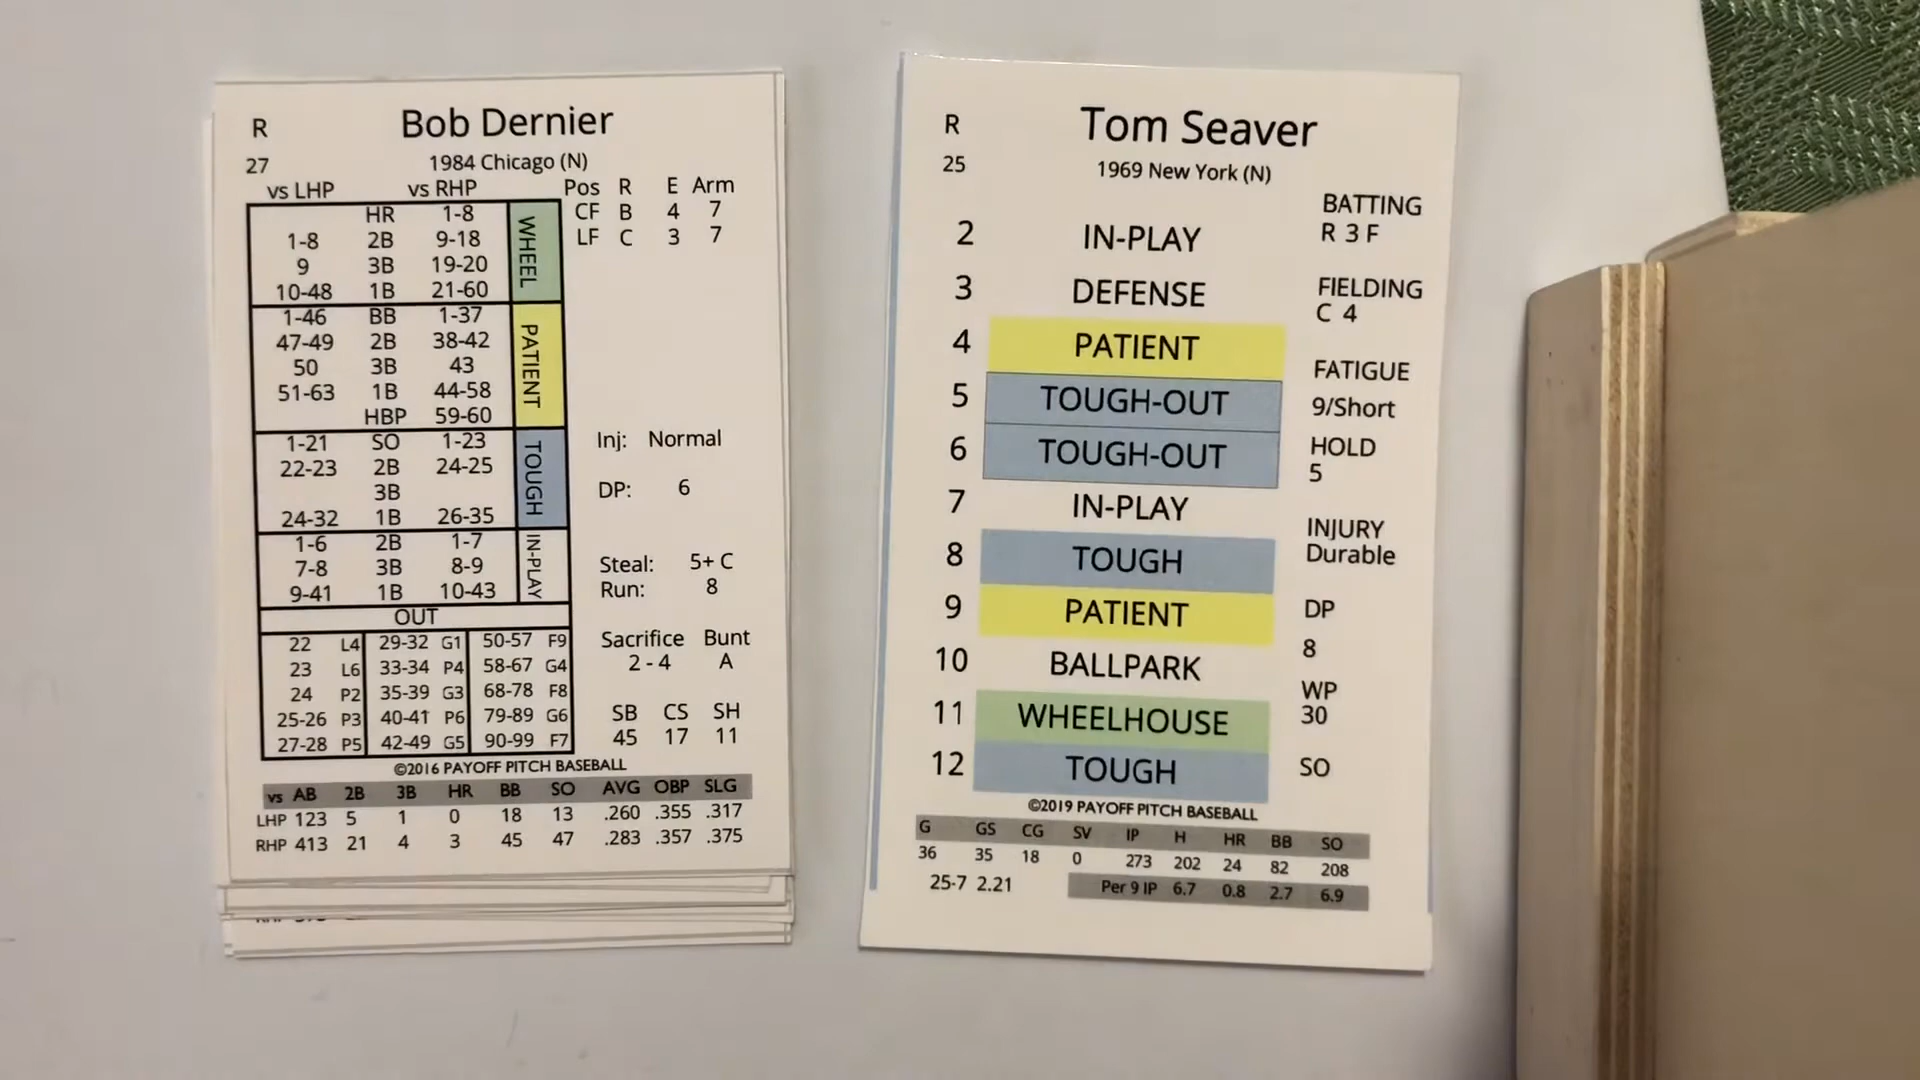 R Bob Dernier
27 1984 Chicago (N)
vs LHP vs RHP Pos R E Arm
HR 1-8 CF B 4 7
1-8 2B 9-18 LF C 3 7
9 3B 19-20
10-48 1B 21-60
WHEEL
1-46 BB 1-37
47-49 2B 38-42
50 3B 43
51-63 1B 44-58
HBP 59-60
PATIENT
1-21 SO 1-23
22-23 2B 24-25
3B
24-32 1B 26-35
TOUGH
1-6 2B 1-7
7-8 3B 8-9
9-41 1B 10-43
IN-PLAY
OUT
22 L4 29-32 G1 50-57 F9
23 L6 33-34 P4 58-67 G4
24 P2 35-39 G3 68-78 F8
25-26 P3 40-41 P6 79-89 G6
27-28 P5 42-49 G5 90-99 F7
Inj: Normal
DP: 6
Steal: 5+ C
Run: 8
Sacrifice Bunt
2 - 4 A
SB CS SH
45 17 11
©2016 PAYOFF PITCH BASEBALL
vs AB 2B 3B HR BB SO AVG OBP SLG
LHP 123 5 1 0 18 13 .260 .355 .317
RHP 413 21 4 3 45 47 .283 .357 .375
R Tom Seaver
25 1969 New York (N)
2 IN-PLAY
3 DEFENSE
4 PATIENT
5 TOUGH-OUT
6 TOUGH-OUT
7 IN-PLAY
8 TOUGH
9 PATIENT
10 BALLPARK
11 WHEELHOUSE
12 TOUGH
BATTING
R 3 F
FIELDING
C 4
FATIGUE
9/Short
HOLD
5
INJURY
Durable
DP
8
WP
30
SO
©2019 PAYOFF PITCH BASEBALL
G GS CG SV IP H HR BB SO
36 35 18 0 273 202 24 82 208
25-7 2.21 Per 9 IP 6.7 0.8 2.7 6.9